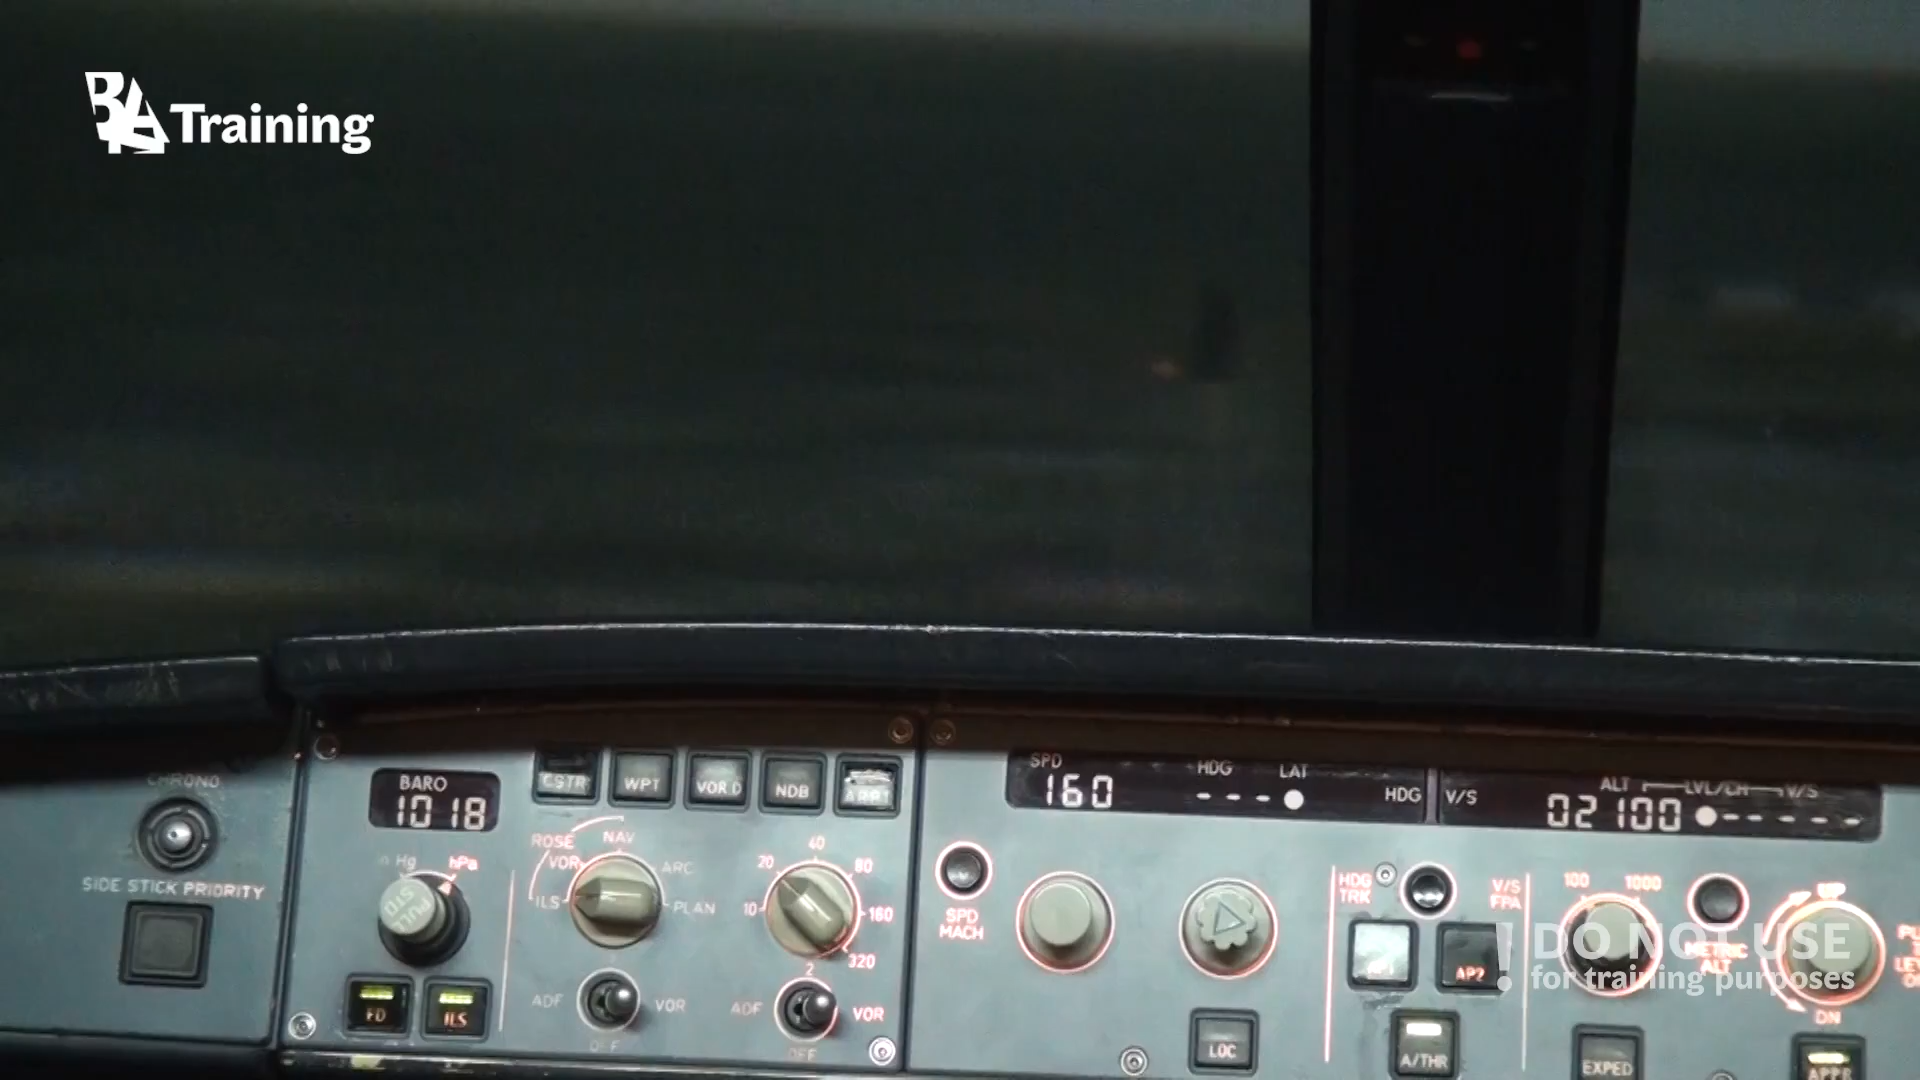 BA Training
CHRONO
SIDE STICK PRIORITY
BARO
1018
in Hg hPa
PULL STD
FD ILS
CSTR WPT VOR.D NDB ARPT
ROSE NAV
VOR ARC
ILS PLAN
10 20 40 80 160 320
1 2
ADF VOR
OFF
ADF VOR
OFF
SPD HDG LAT
160 --- HDG V/S
ALT LVL/CH V/S
02100 -----
SPD
MACH
HDG
TRK
V/S
FPA
AP2
LOC
A/THR
100 1000
METRIC
ALT
UP
DN
EXPED
APPR
! DO NOT USE
for training purposes